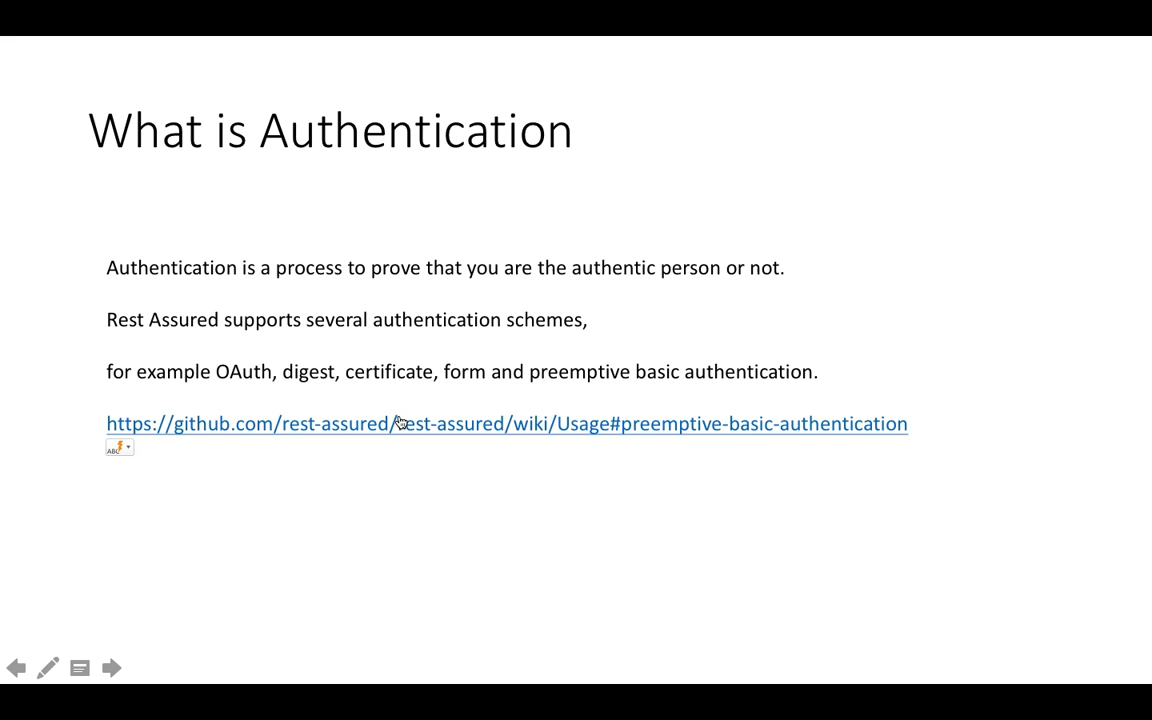 What is Authentication
Authentication is a process to prove that you are the authentic person or not.
Rest Assured supports several authentication schemes,
for example OAuth, digest, certificate, form and preemptive basic authentication.
https://github.com/rest-assured/rest-assured/wiki/Usage#preemptive-basic-authentication
ABC